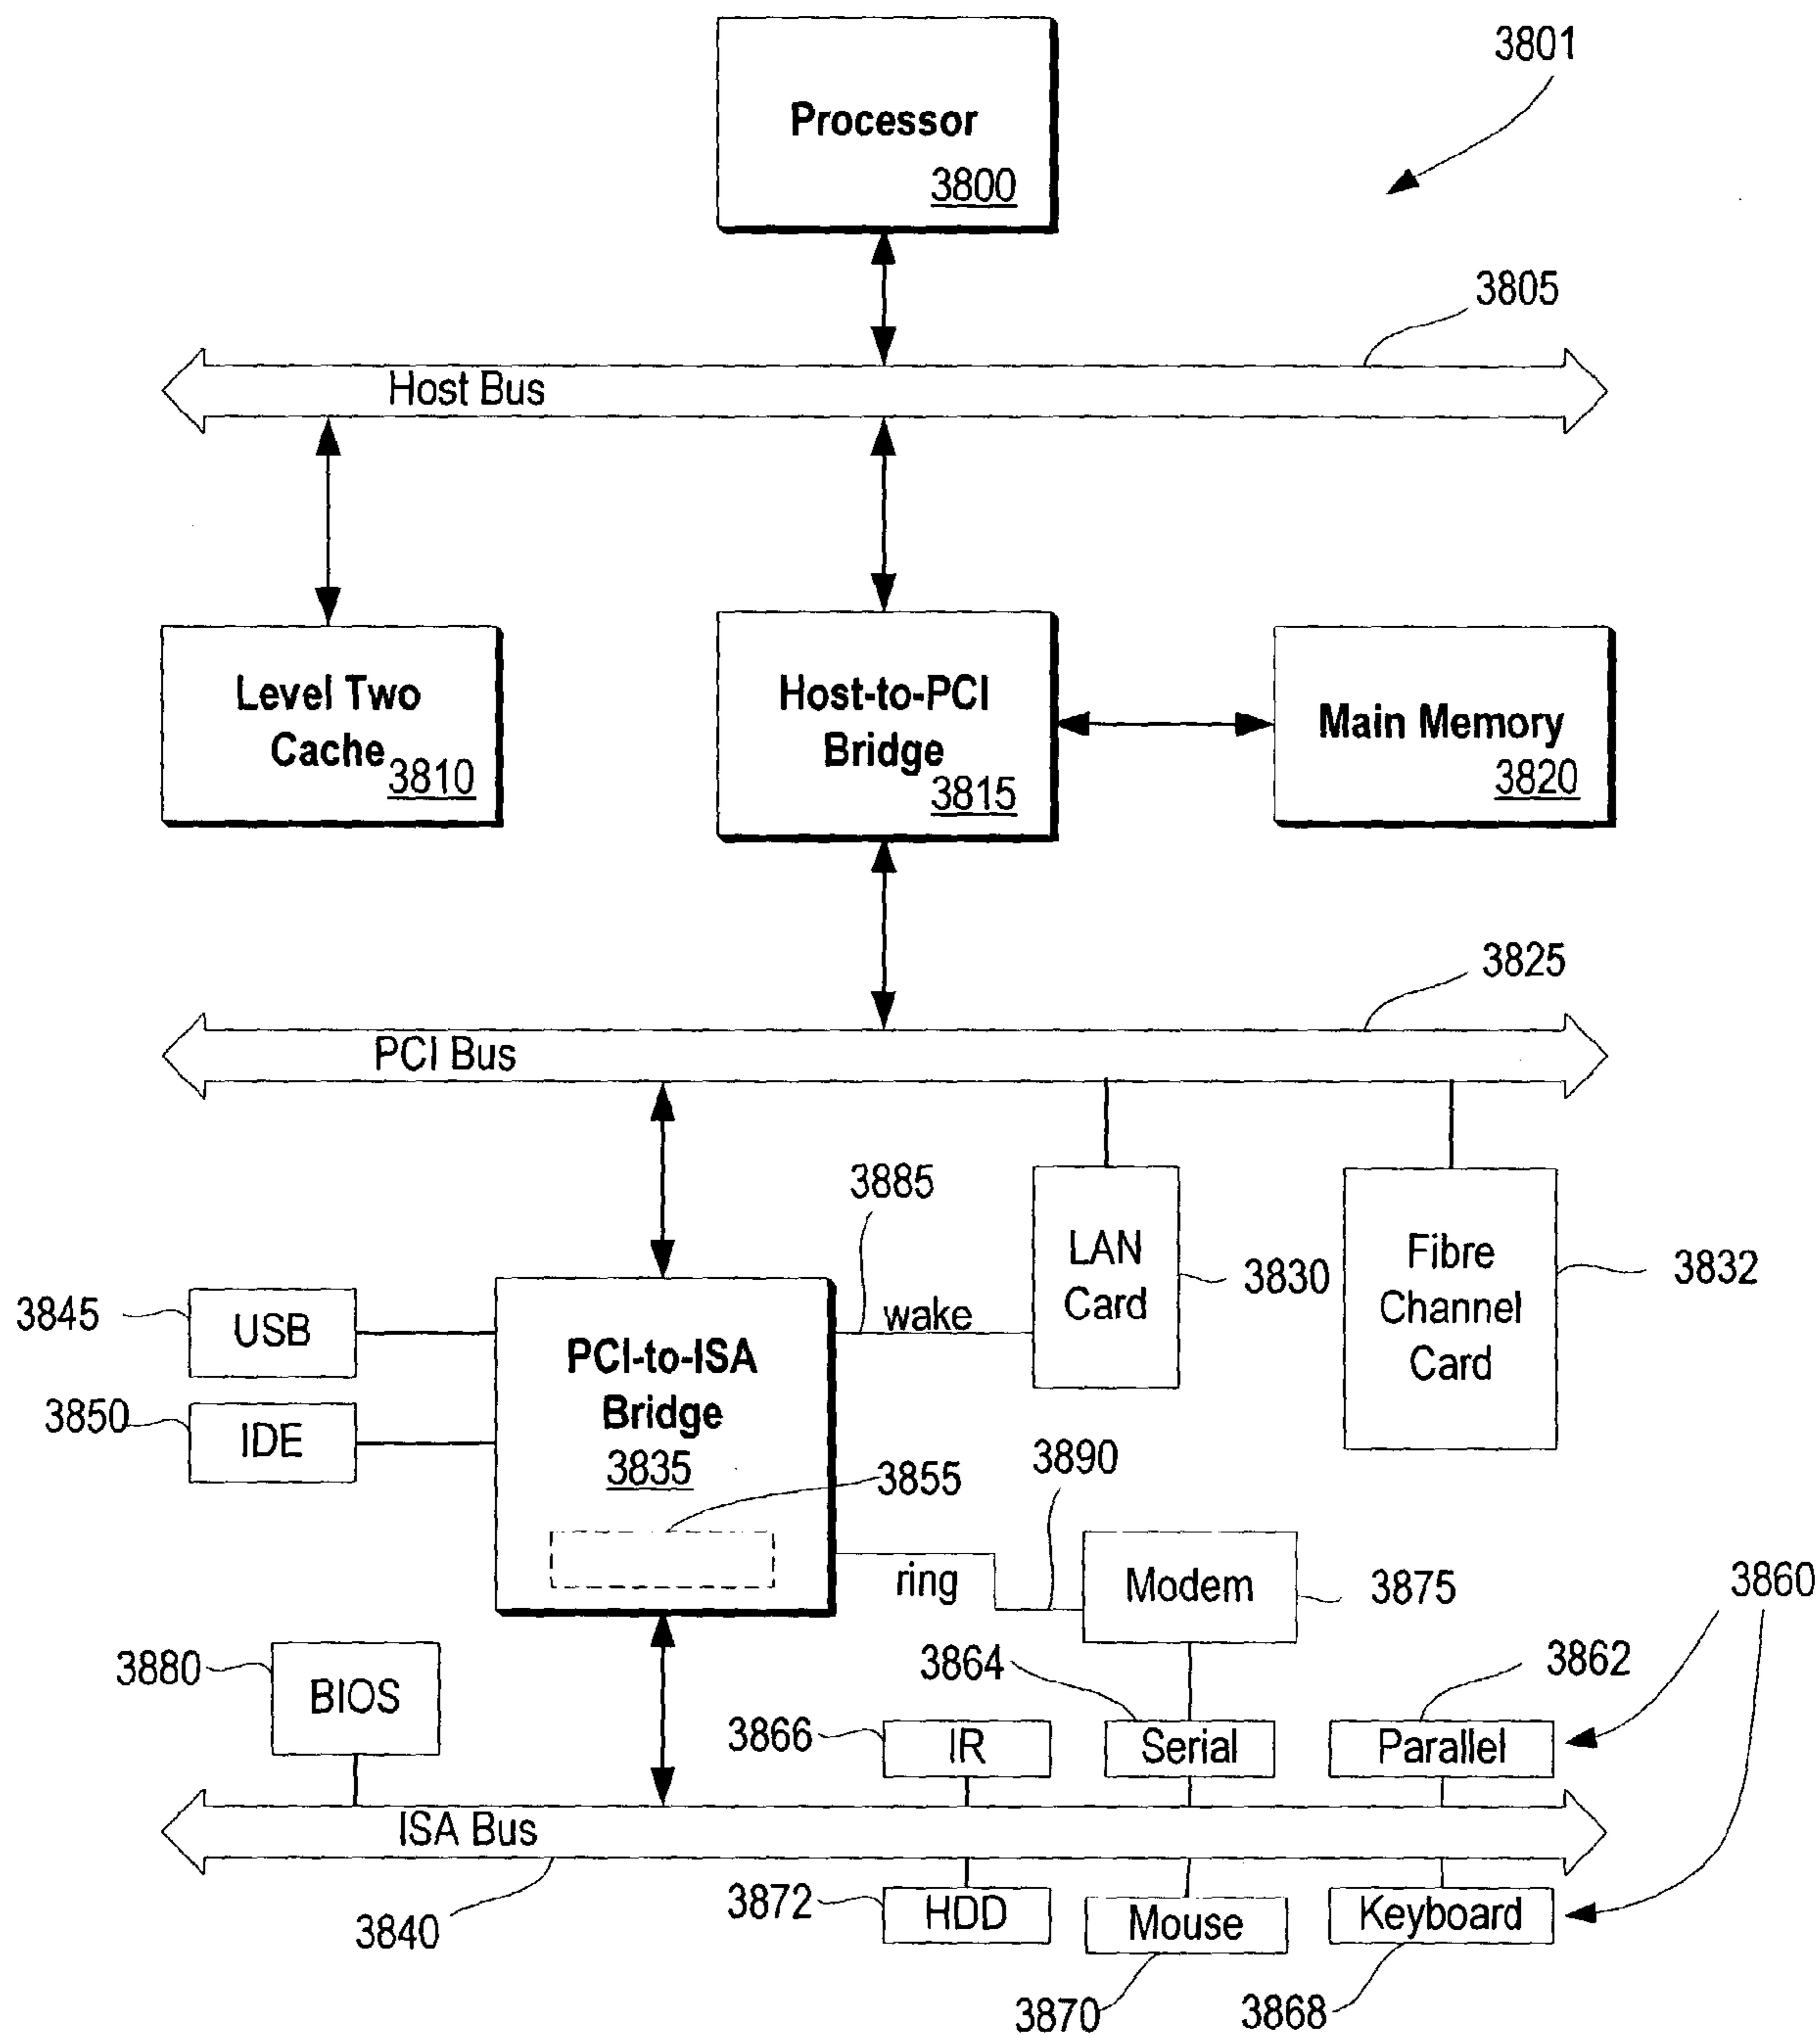 3801
Processor
3800
3805
Host Bus
Level Two
Cache
3810
Host-to-PCI
Bridge
3815
Main Memory
3820
3825
PCI Bus
3885
wake
LAN
Card
3830
Fibre
Channel
Card
3832
3845
USB
3850
IDE
PCI-to-ISA
Bridge
3835
3855
3890
ring
Modem
3875
3860
3880
BIOS
3864
3862
3866
IR
Serial
Parallel
ISA Bus
3840
3872
HDD
Mouse
Keyboard
3870
3868